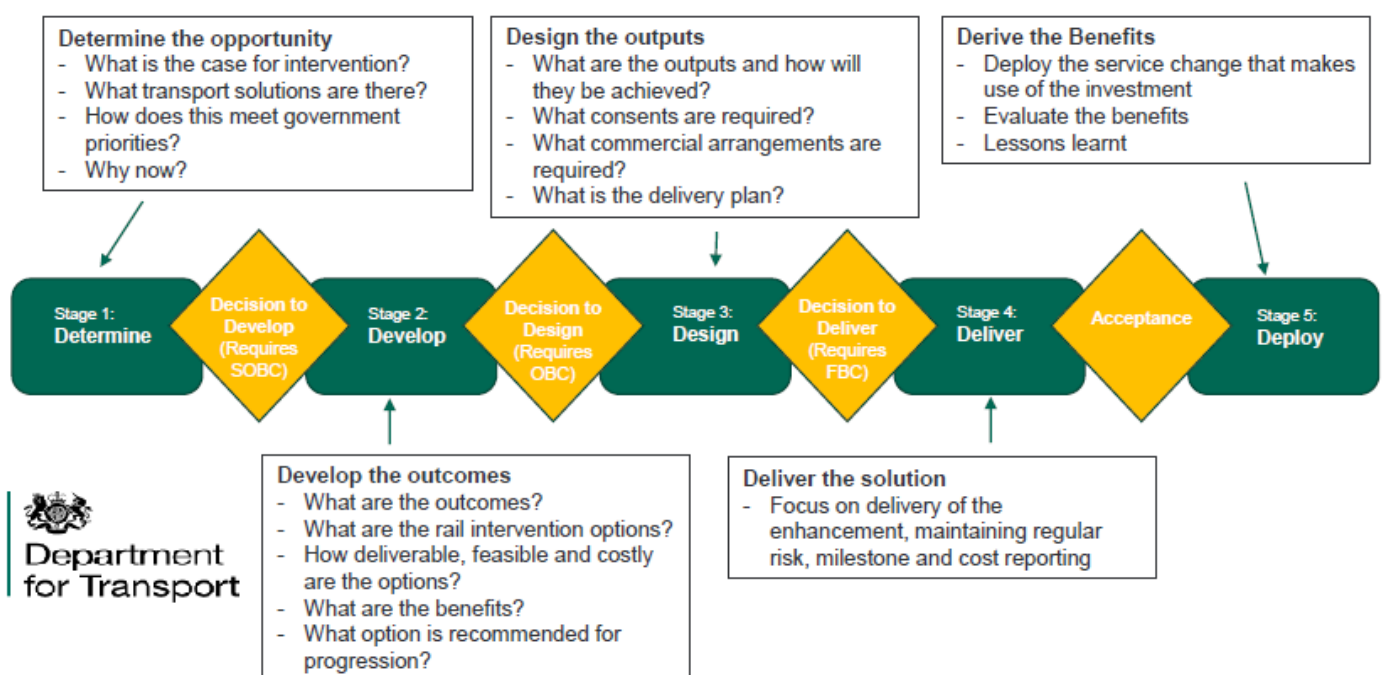 Determine the opportunity
- What is the case for intervention?
- What transport solutions are there?
- How does this meet government
priorities?
- Why now?
Design the outputs
- What are the outputs and how will
they be achieved?
- What consents are required?
- What commercial arrangements are
required?
- What is the delivery plan?
Derive the Benefits
- Deploy the service change that makes
use of the investment
- Evaluate the benefits
- Lessons learnt
Stage 1:
Determine
Decision to
Develop
(Requires
SOBC)
Stage 2:
Develop
Decision to
Design
(Requires
OBC)
Stage 3:
Design
Decision to
Deliver
(Requires
FBC)
Stage 4:
Deliver
Acceptance
Stage 5:
Deploy
Develop the outcomes
- What are the outcomes?
- What are the rail intervention options?
- How deliverable, feasible and costly
are the options?
- What are the benefits?
- What option is recommended for
progression?
Deliver the solution
- Focus on delivery of the
enhancement, maintaining regular
risk, milestone and cost reporting
Department
for Transport